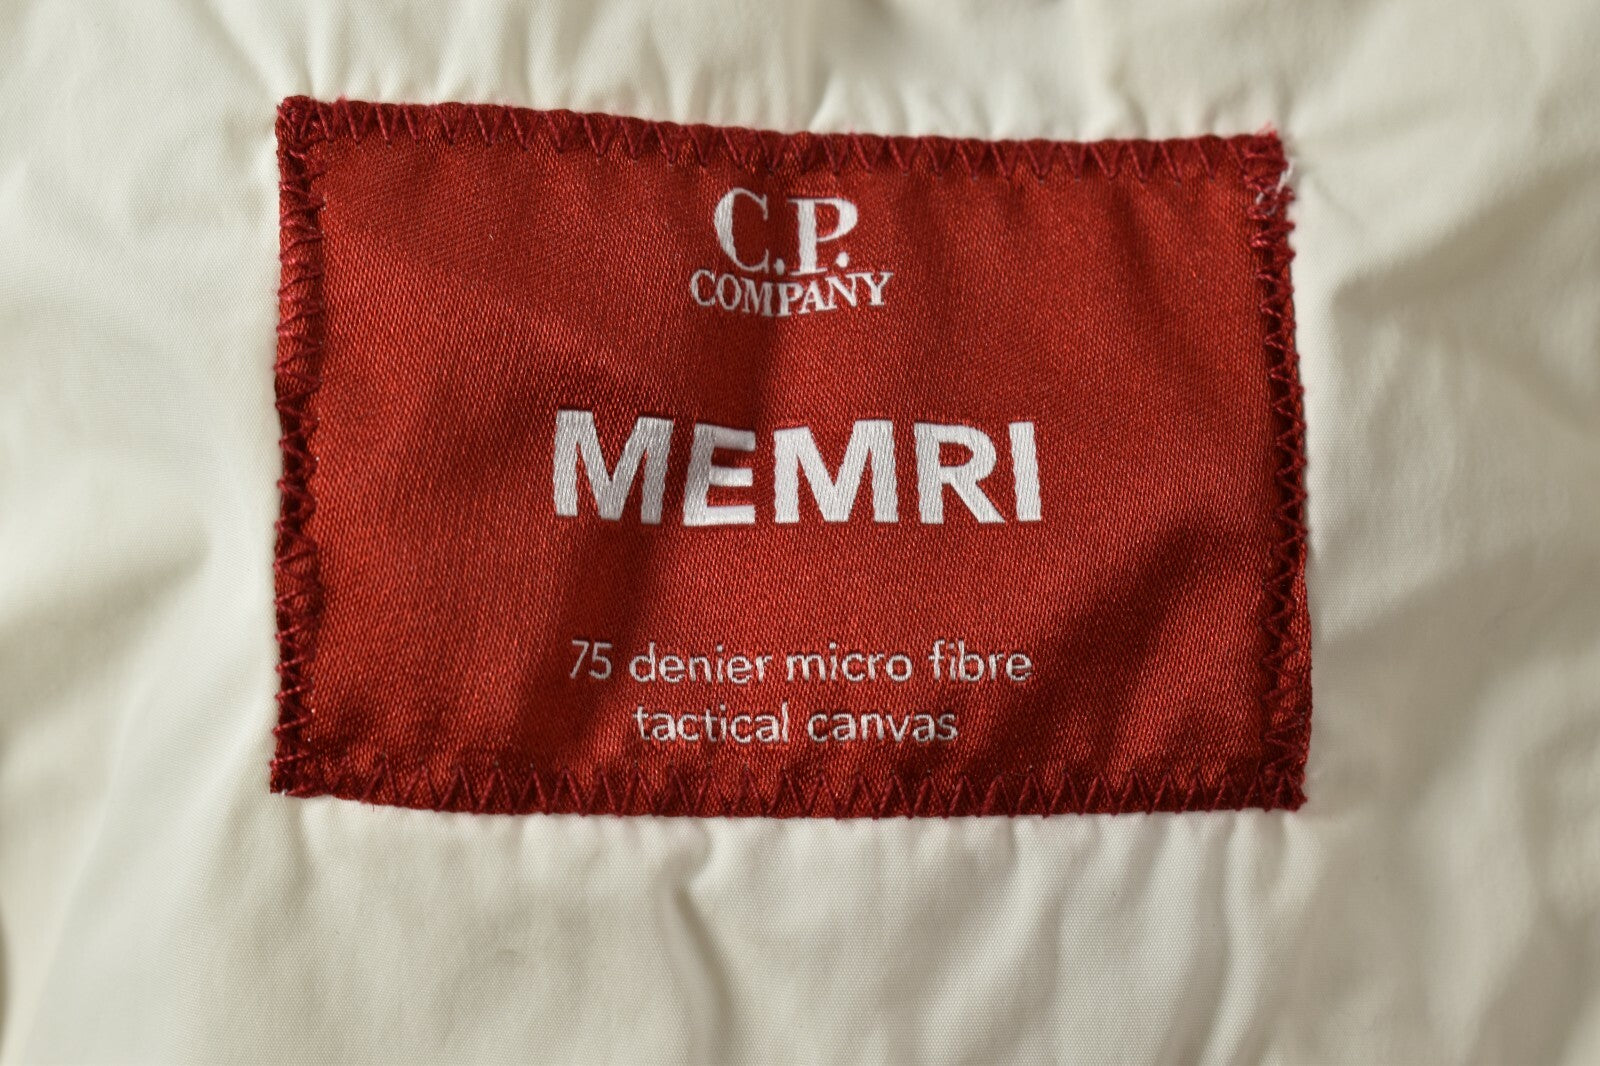 C.P.
COMPANY
MEMRI
75 denier micro fibre
tactical canvas